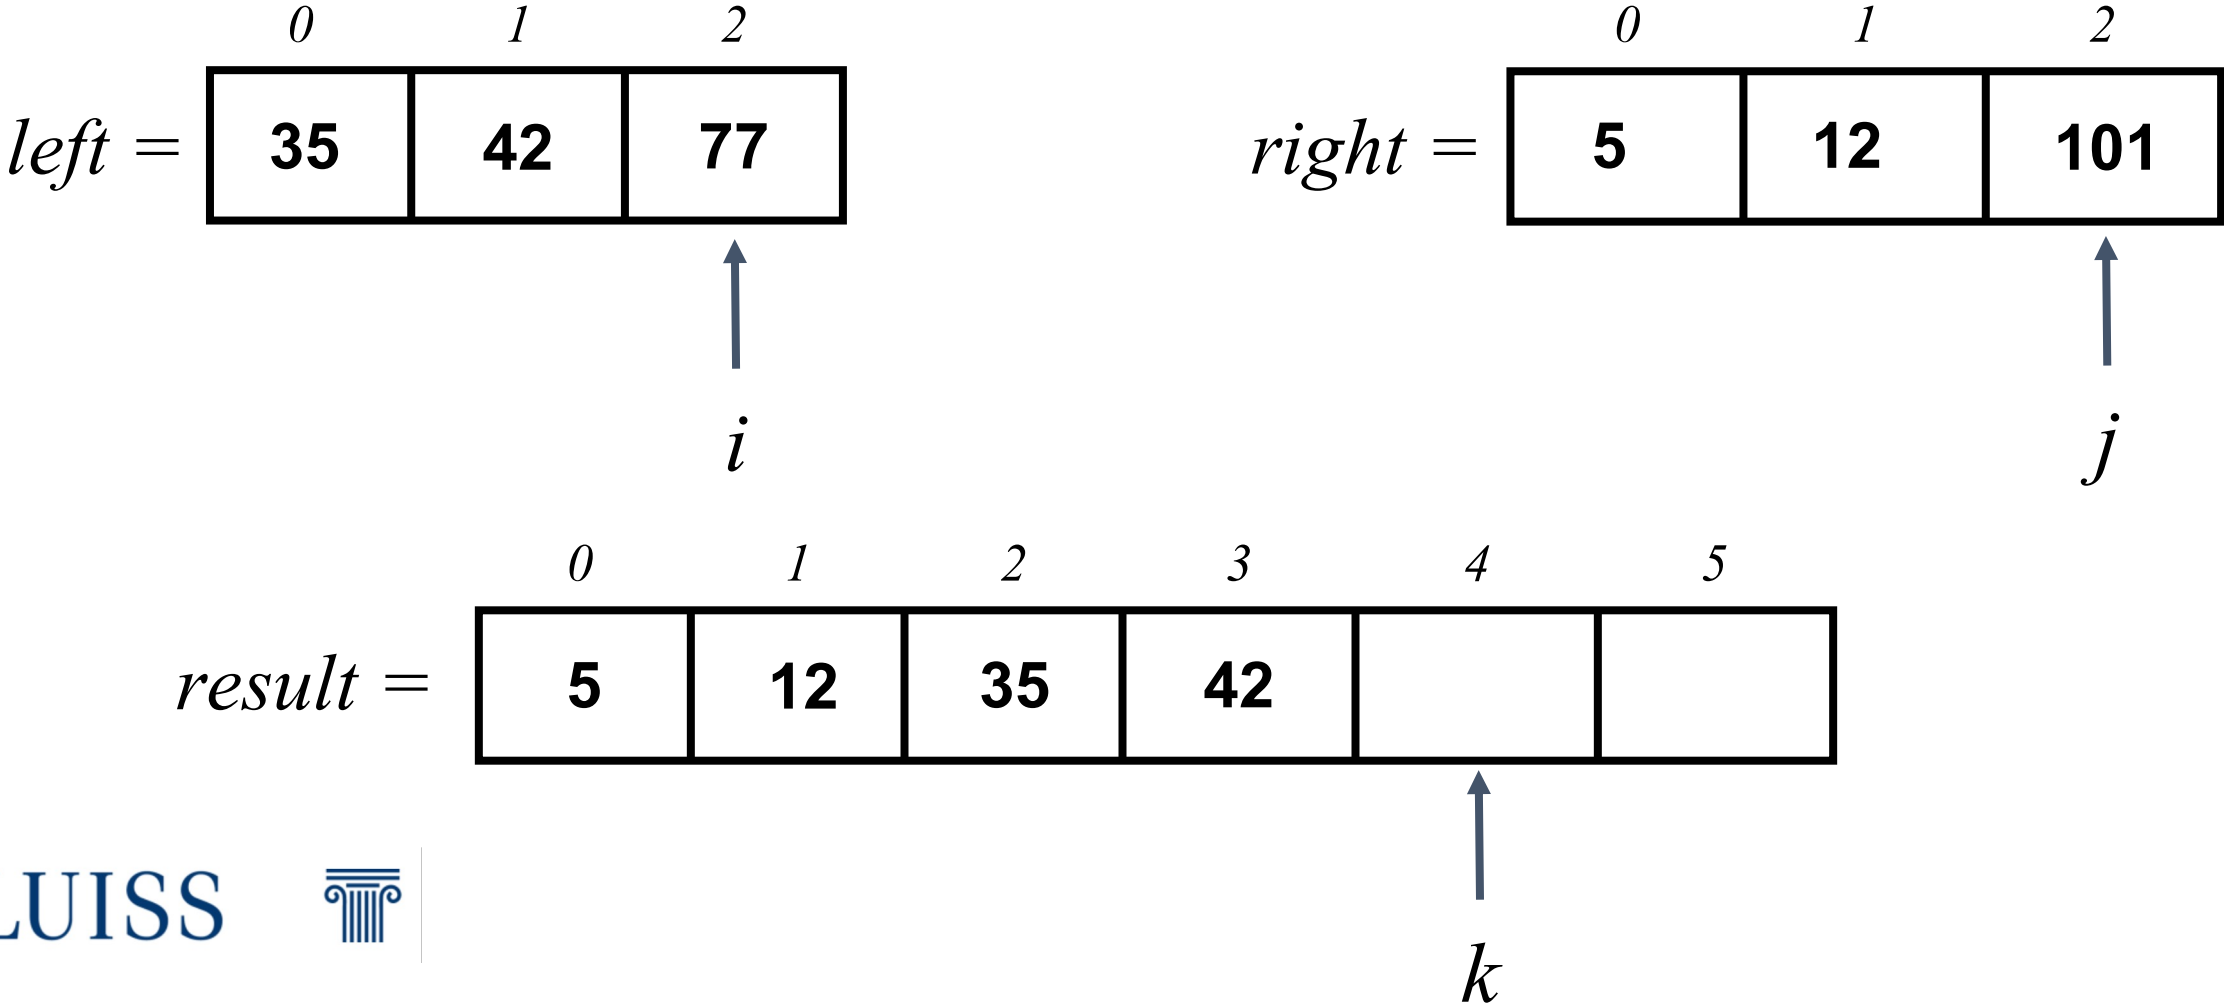 0 1 2
left = 35 42 77
i
0 1 2
right = 5 12 101
j
0 1 2 3 4 5
result = 5 12 35 42
k
LUISS